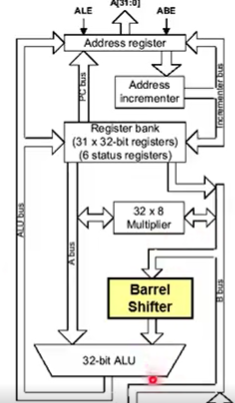 A[31:0]
ALE
ABE
Address register
PC bus
Address
incrementer
Incrementer bus
Register bank
(31 x 32-bit registers)
(6 status registers)
ALU bus
A bus
32 x 8
Multiplier
B bus
Barrel
Shifter
32-bit ALU